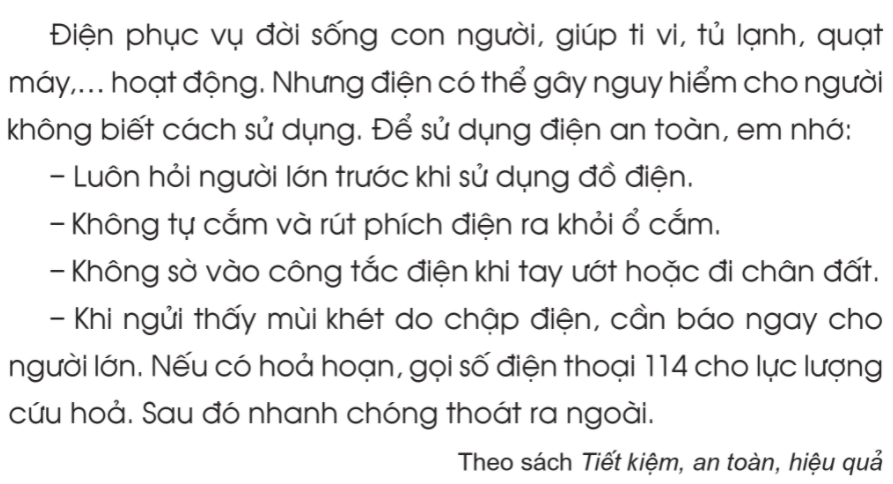 Điện phục vụ đời sống con người, giúp ti vi, tủ lạnh, quạt
máy,... hoạt động. Nhưng điện có thể gây nguy hiểm cho người
không biết cách sử dụng. Để sử dụng điện an toàn, em nhớ:
– Luôn hỏi người lớn trước khi sử dụng đồ điện.
– Không tự cắm và rút phích điện ra khỏi ổ cắm.
– Không sờ vào công tắc điện khi tay ướt hoặc đi chân đất.
– Khi ngửi thấy mùi khét do chập điện, cần báo ngay cho
người lớn. Nếu có hoả hoạn, gọi số điện thoại 114 cho lực lượng
cứu hoả. Sau đó nhanh chóng thoát ra ngoài.
Theo sách Tiết kiệm, an toàn, hiệu quả